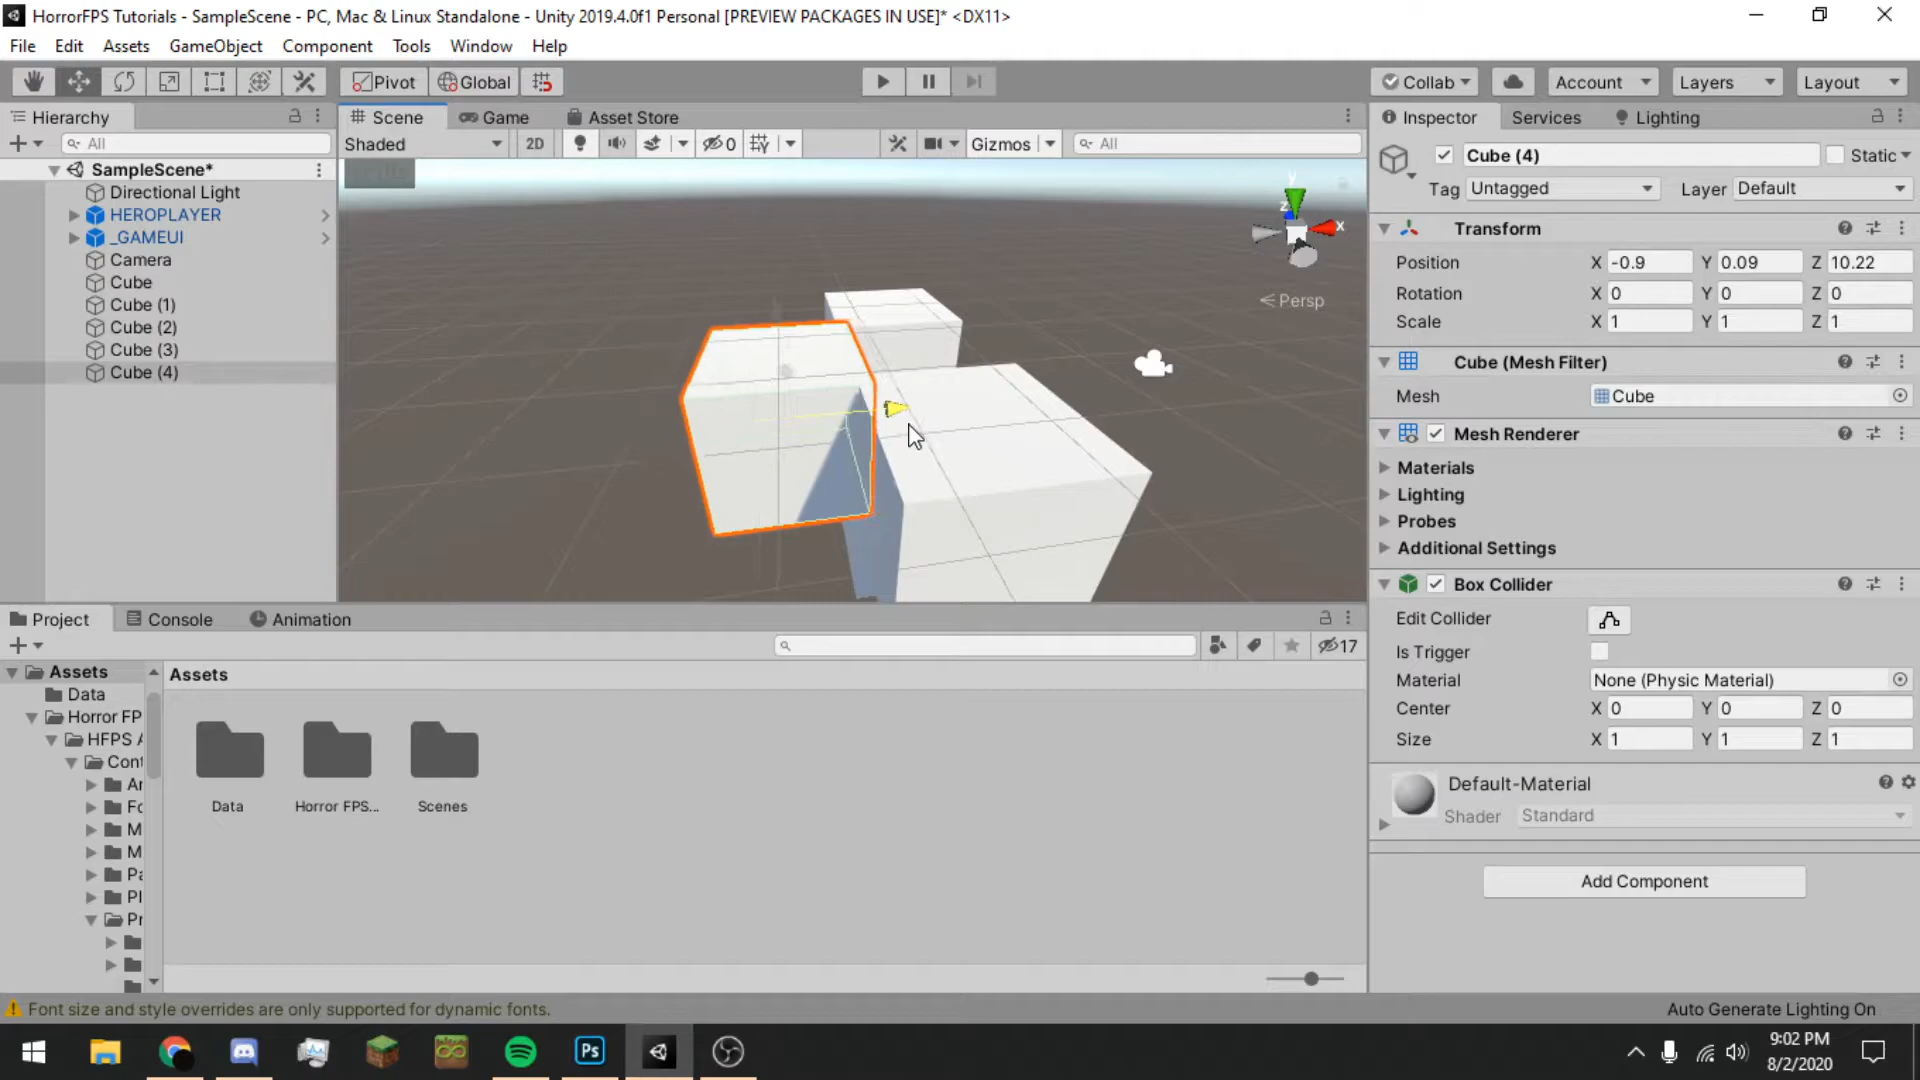 HorrorFPS Tutorials - SampleScene - PC, Mac & Linux Standalone - Unity 2019.4.0f1 Personal [PREVIEW PACKAGES IN USE]* <DX11>
File Edit Assets GameObject Component Tools Window Help
Pivot Global Collab Account Layers Layout
Hierarchy
All
SampleScene*
Directional Light
HEROPLAYER
_GAMEUI
Camera
Cube
Cube (1)
Cube (2)
Cube (3)
Cube (4)
Scene Game Asset Store
Shaded 2D 0 Gizmos All
y
z
x
Persp
Inspector Services Lighting
Cube (4) Static
Tag Untagged Layer Default
Transform
Position X -0.9 Y 0.09 Z 10.22
Rotation X 0 Y 0 Z 0
Scale X 1 Y 1 Z 1
Cube (Mesh Filter)
Mesh Cube
Mesh Renderer
Materials
Lighting
Probes
Additional Settings
Box Collider
Edit Collider
Is Trigger
Material None (Physic Material)
Center X 0 Y 0 Z 0
Size X 1 Y 1 Z 1
Default-Material
Shader Standard
Add Component
Project Console Animation
17
Assets
Data
Horror FP
HFPS A
Cont
Ar
Fo
M
M
Pa
Pl
Pr
Assets
Data
Horror FPS...
Scenes
Font size and style overrides are only supported for dynamic fonts.
Auto Generate Lighting On
Ps
9:02 PM
8/2/2020